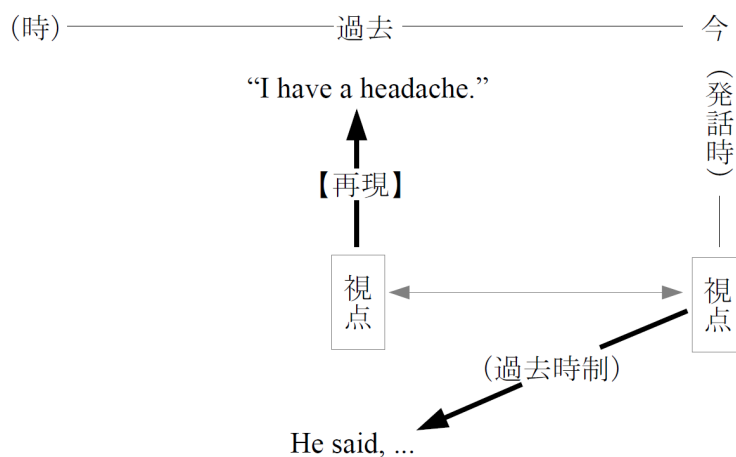 (時) 過去 今
(発話時)
“I have a headache.”
【再現】
視点
視点
(過去時制)
He said, ...